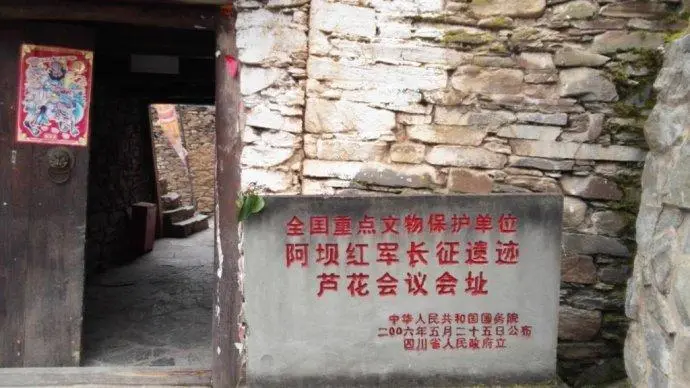 全国重点文物保护单位
阿坝红军长征遗迹
芦花会议会址
中华人民共和国国务院
二00六年五月二十五日公布
四川省人民政府立